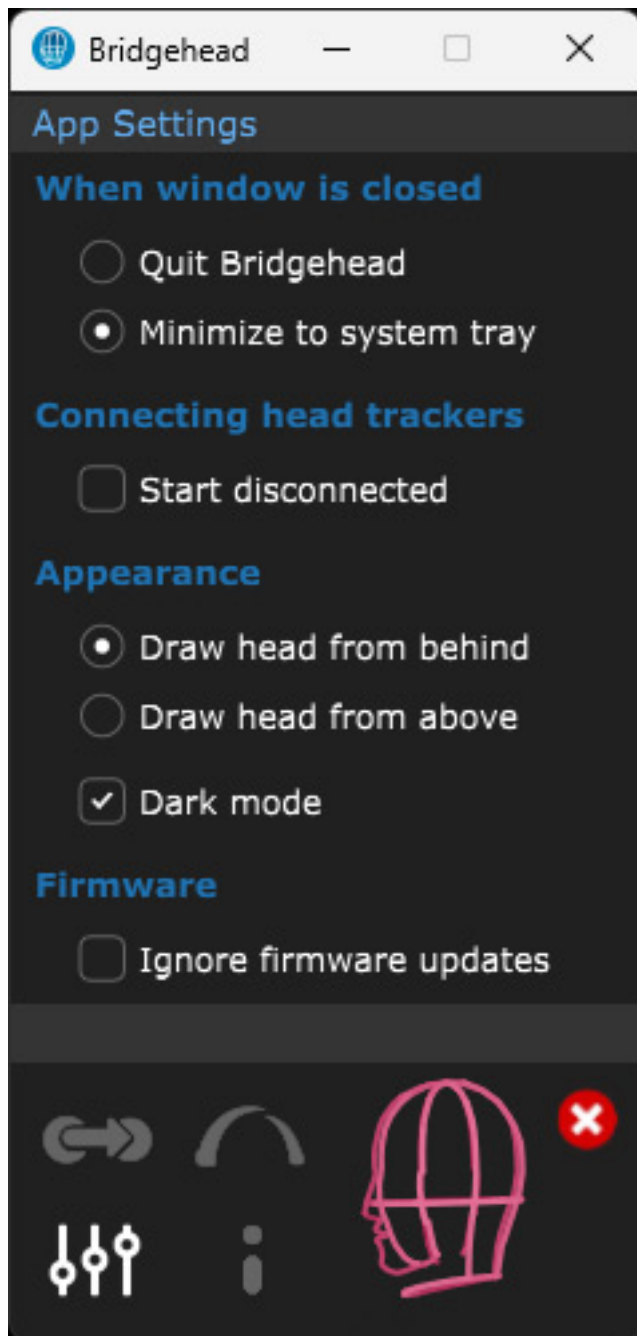 Bridgehead
App Settings
When window is closed
Quit Bridgehead
Minimize to system tray
Connecting head trackers
Start disconnected
Appearance
Draw head from behind
Draw head from above
Dark mode
Firmware
Ignore firmware updates